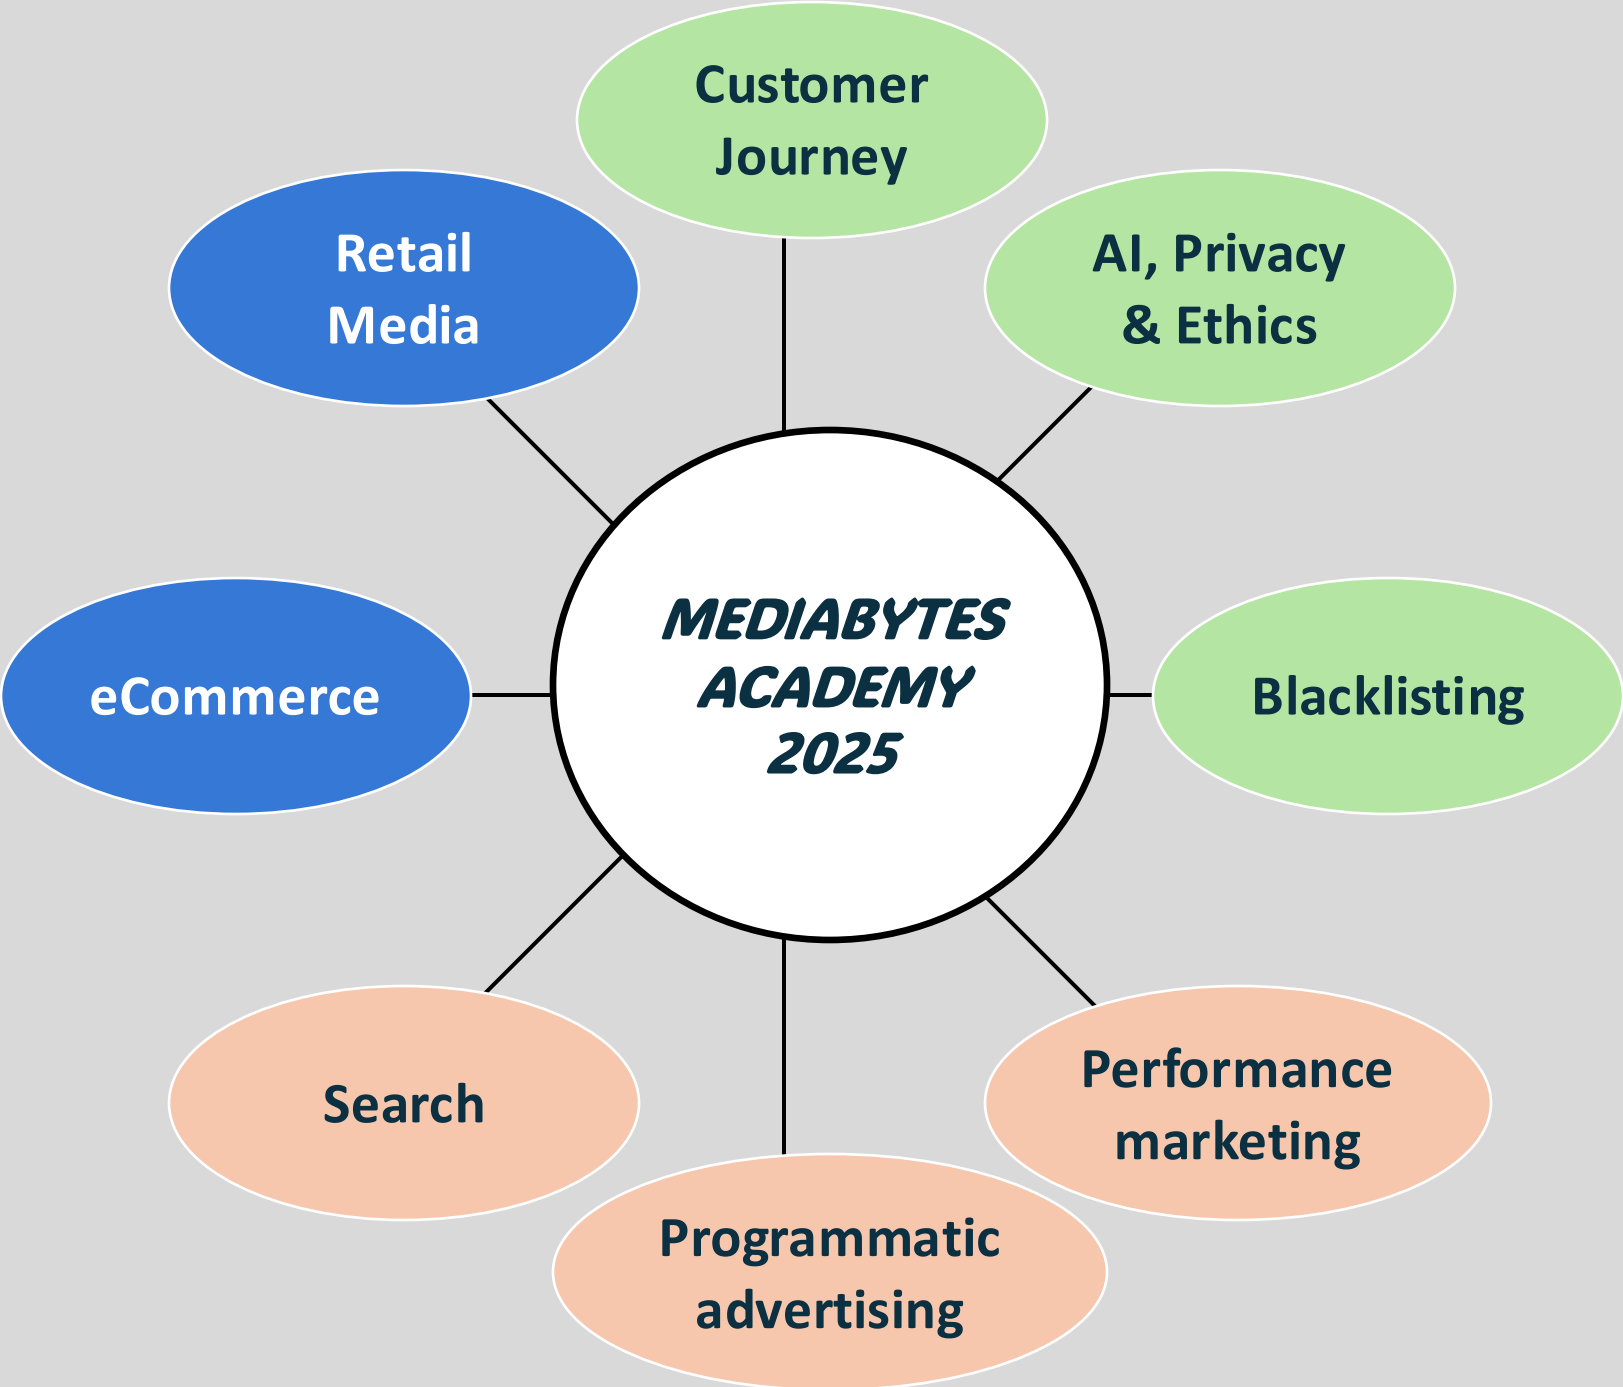 Customer
Journey
Retail
Media
AI, Privacy
& Ethics
MEDIABYTES
ACADEMY
2025
eCommerce
Blacklisting
Search
Performance
marketing
Programmatic
advertising